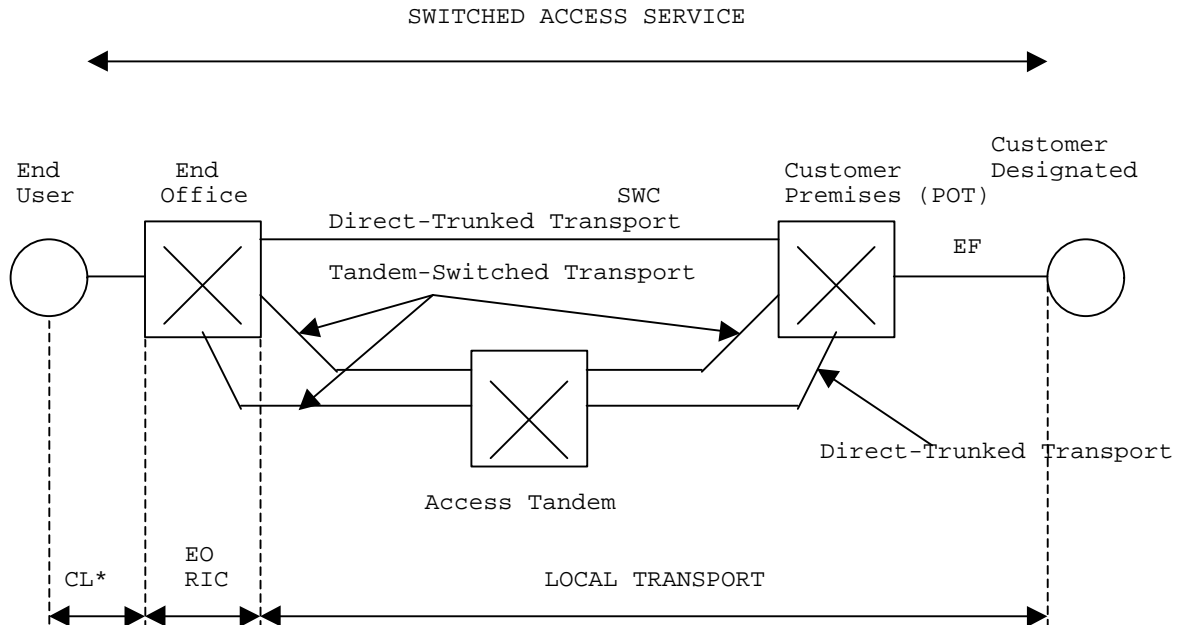 SWITCHED ACCESS SERVICE
Customer
Designated
End
User
End
Office
SWC
Customer
Premises (POT)
Direct-Trunked Transport
EF
Tandem-Switched Transport
Direct-Trunked Transport
Access Tandem
CL*
EO
RIC
LOCAL TRANSPORT